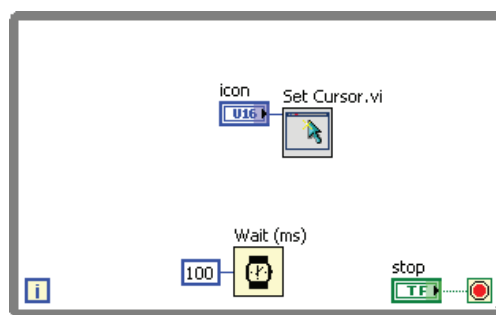 icon
Set Cursor.vi
U16
Wait (ms)
100
stop
TF
i